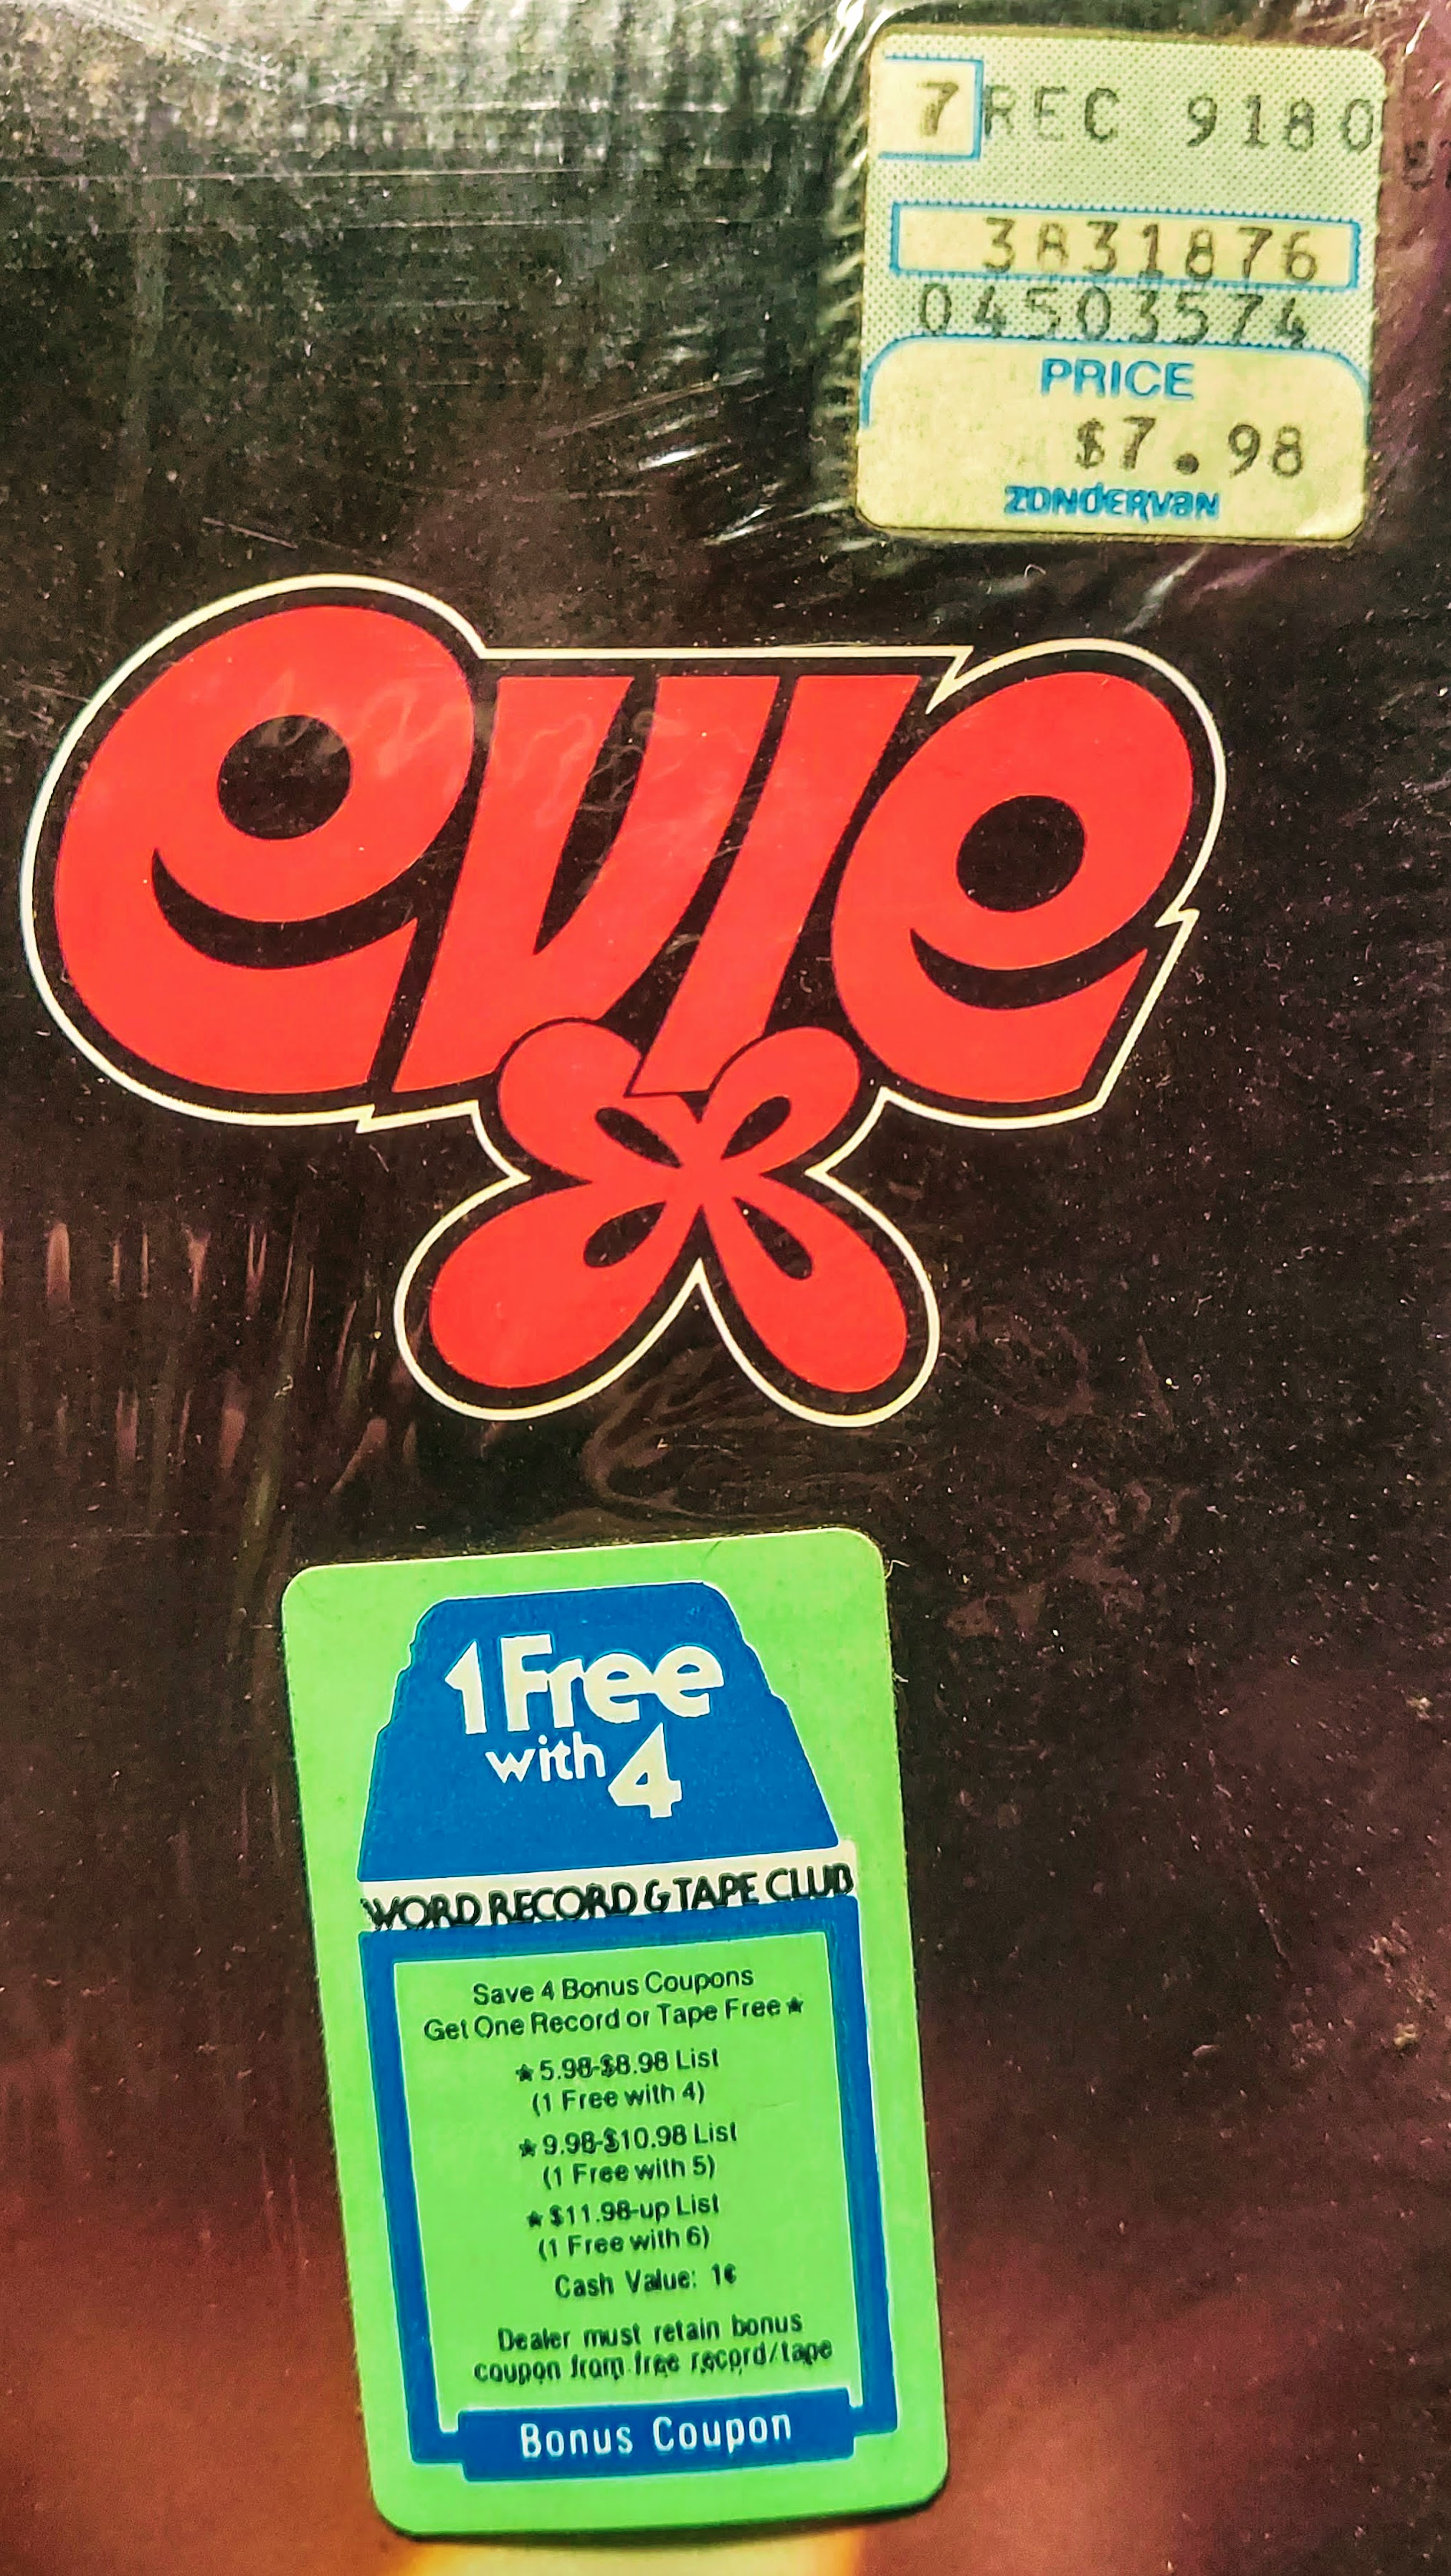 7 REC 9180
3831876
04503574
PRICE
$7.98
ZONDERVAN
evie
1 Free
with 4
WORD RECORD & TAPE CLUB
Save 4 Bonus Coupons
Get One Record or Tape Free ★
★ 5.98-$8.98 List
(1 Free with 4)
★ 9.98-$10.98 List
(1 Free with 5)
★ $11.98-up List
(1 Free with 6)
Cash Value: 1¢
Dealer must retain bonus
coupon from free record/tape
Bonus Coupon